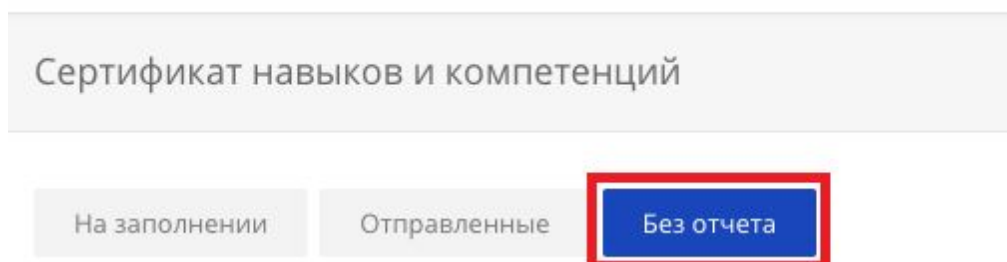 Сертификат навыков и компетенций
На заполнении Отправленные Без отчета